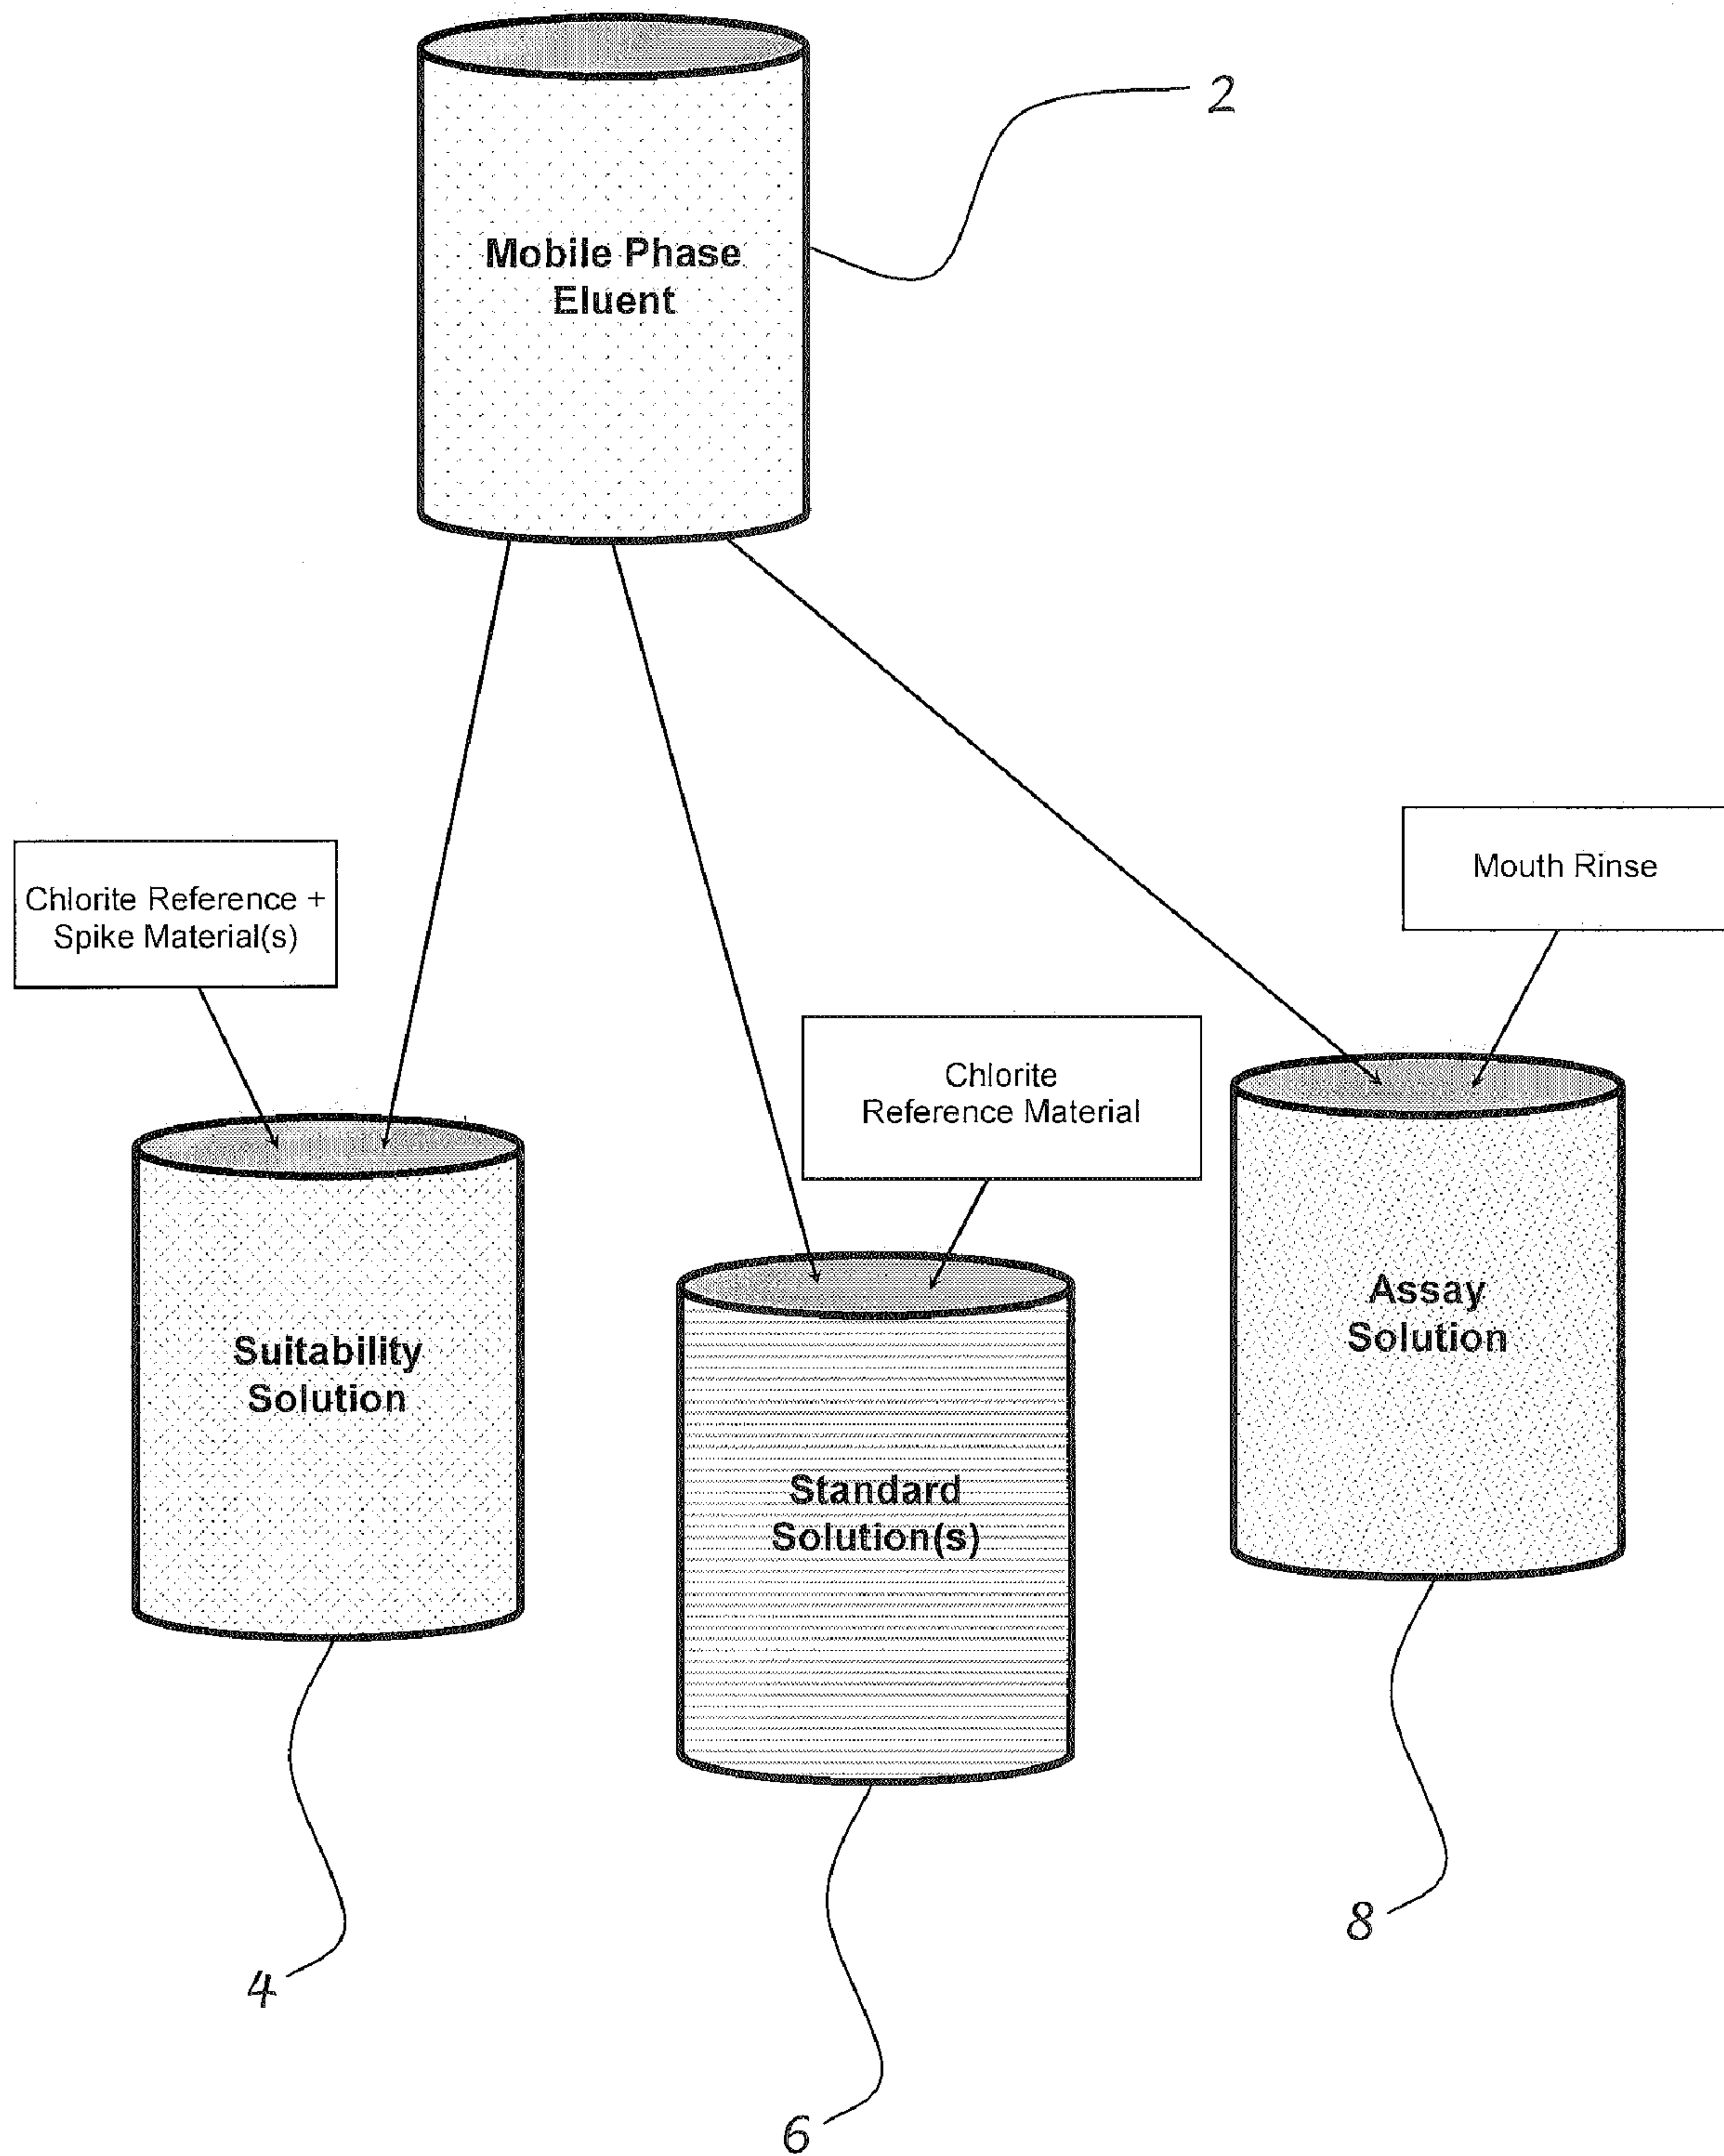 2
Mobile Phase
Eluent
Mouth Rinse
Chlorite Reference +
Spike Material(s)
Chlorite
Reference Material
Assay
Solution
Suitability
Solution
Standard
Solution(s)
8
4
6